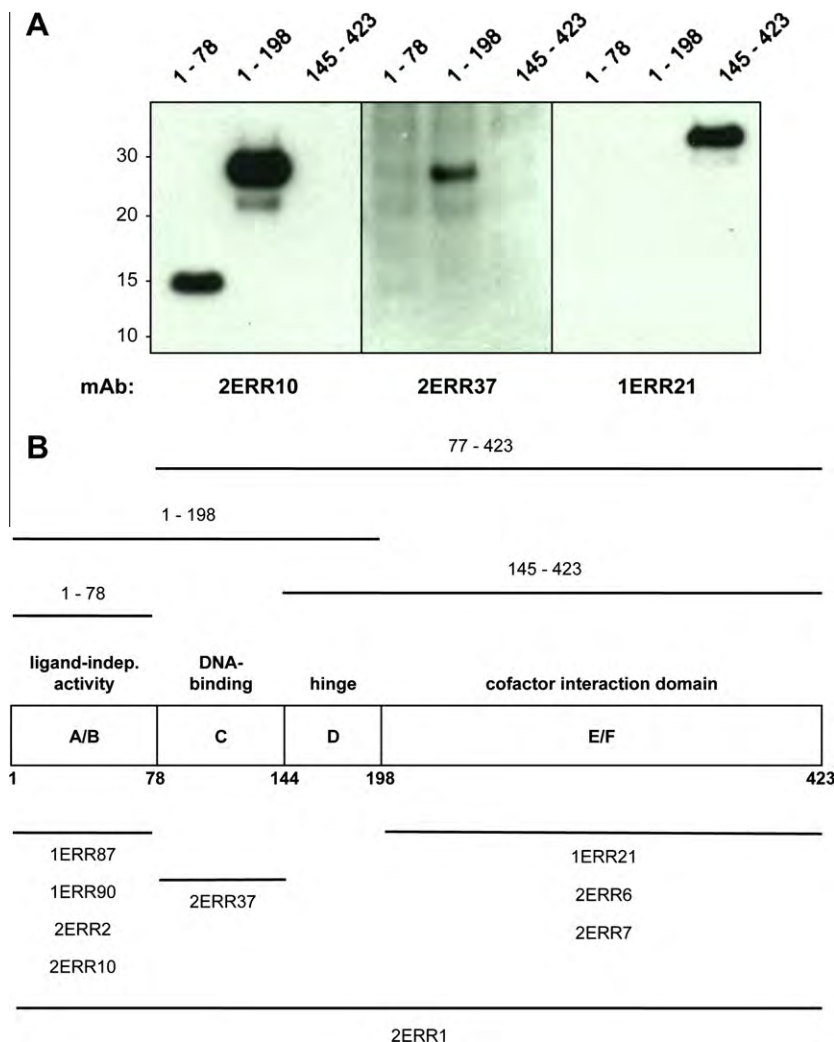 A
1 - 78 1 - 198 145 - 423 1 - 78 1 - 198 145 - 423 1 - 78 1 - 198 145 - 423
30
20
15
10
mAb: 2ERR10 2ERR37 1ERR21
B
77 - 423
1 - 198
145 - 423
1 - 78
ligand-indep. DNA-
activity binding hinge cofactor interaction domain
A/B C D E/F
1 78 144 198 423
1ERR87 1ERR21
1ERR90 2ERR37 2ERR6
2ERR2 2ERR7
2ERR10
2ERR1